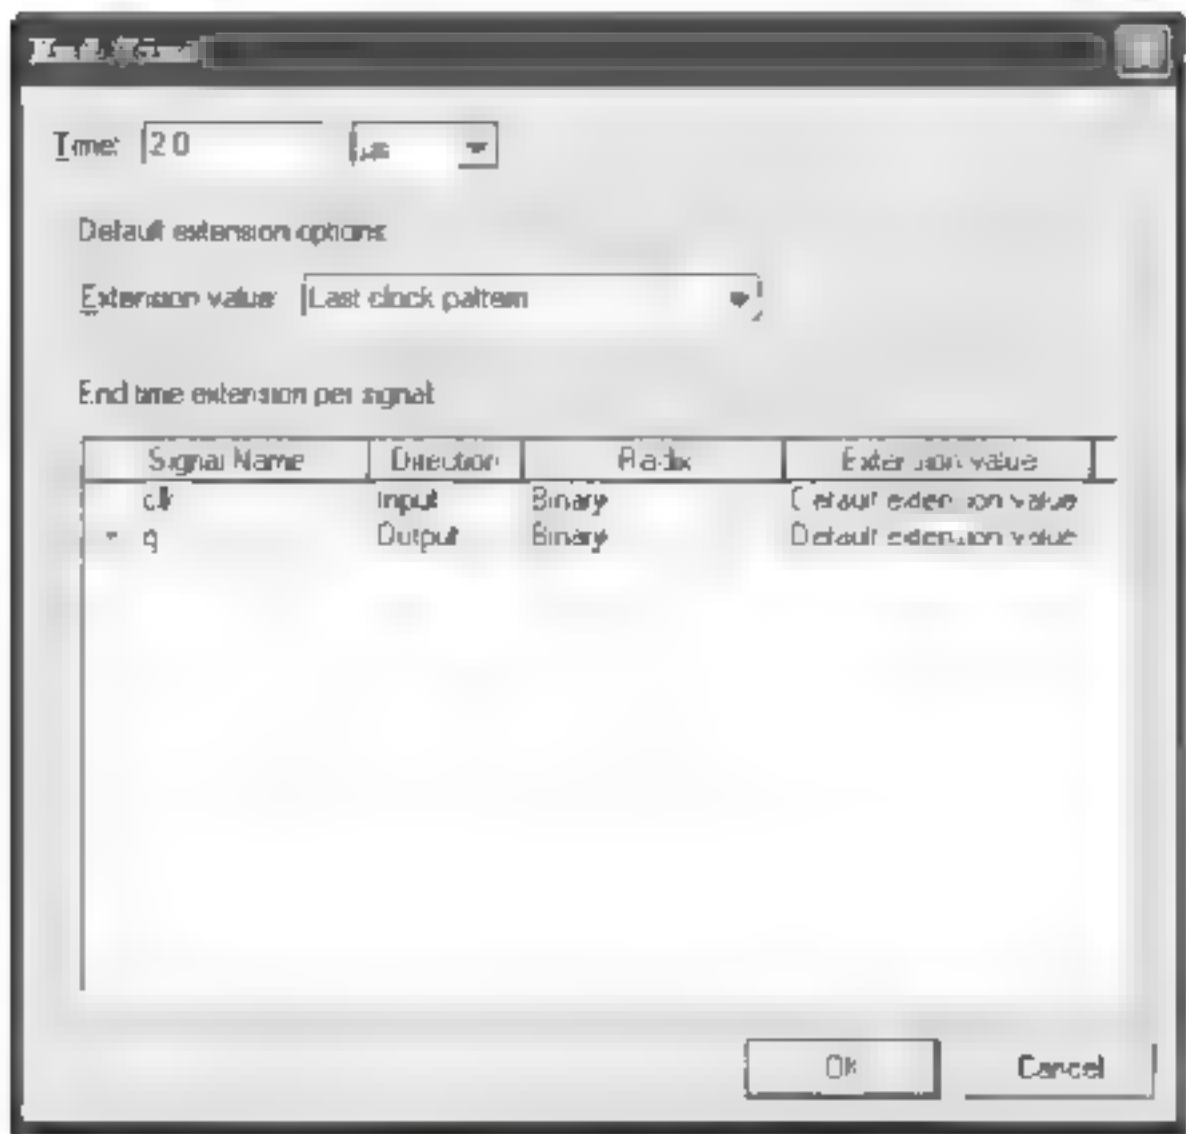 Time: 2.0 μs
Default extension options
Extension value: Last clock pattern
End time extension per signal:
Signal Name Direction Radix Extension value
clk Input Binary Default extension value
q Output Binary Default extension value
OK Cancel